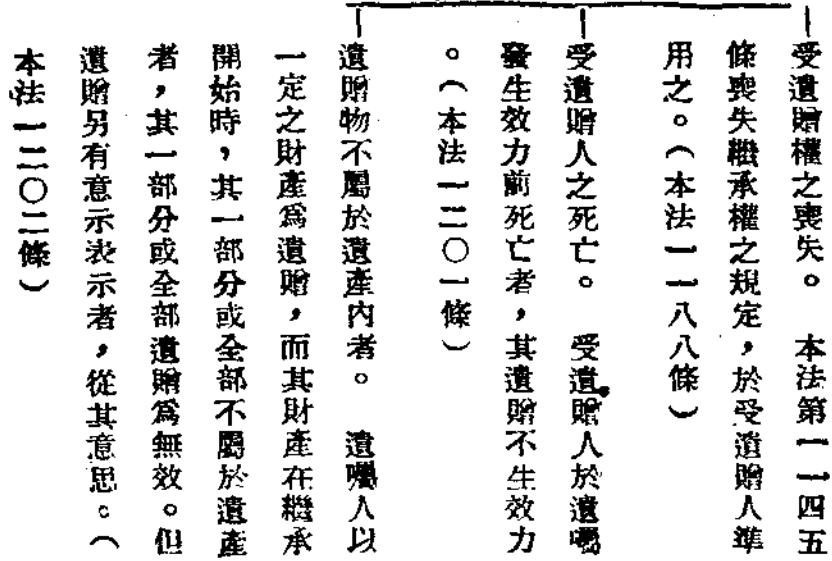 受遺贈權之喪失。　本法第一一四五
條喪失繼承權之規定，於受遺贈人準
用之。（本法一一八八條）
受遺贈人之死亡。　受遺贈人於遺囑
發生效力前死亡者，其遺贈不生效力
。（本法一二〇一條）
遺贈物不屬於遺產內者。　遺囑人以
一定之財產爲遺贈，而其財產在繼承
開始時，其一部分或全部不屬於遺產
者，其一部分或全部遺贈爲無效。但
遺贈另有意示表示者，從其意思。（
本法一二〇二條）